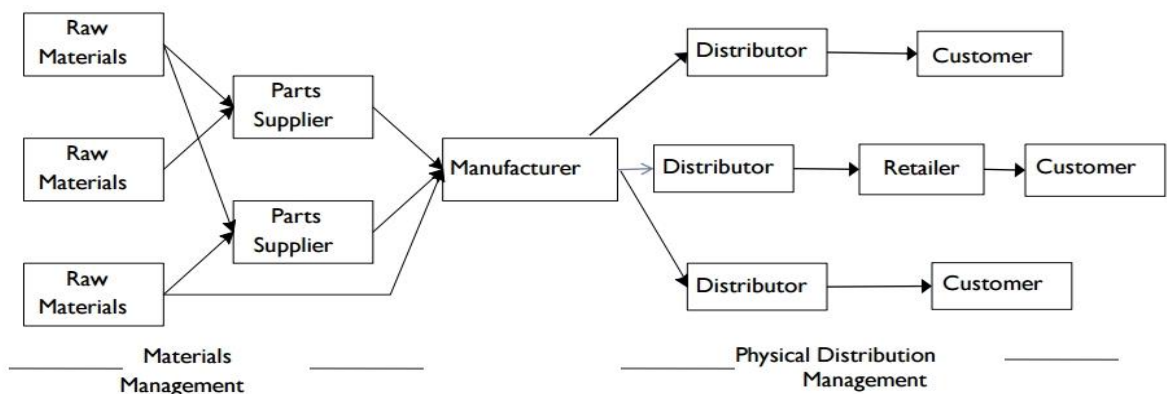 Raw
Materials
Raw
Materials
Raw
Materials
Parts
Supplier
Parts
Supplier
Manufacturer
Distributor
Customer
Distributor
Retailer
Customer
Distributor
Customer
Materials
Management
Physical Distribution
Management